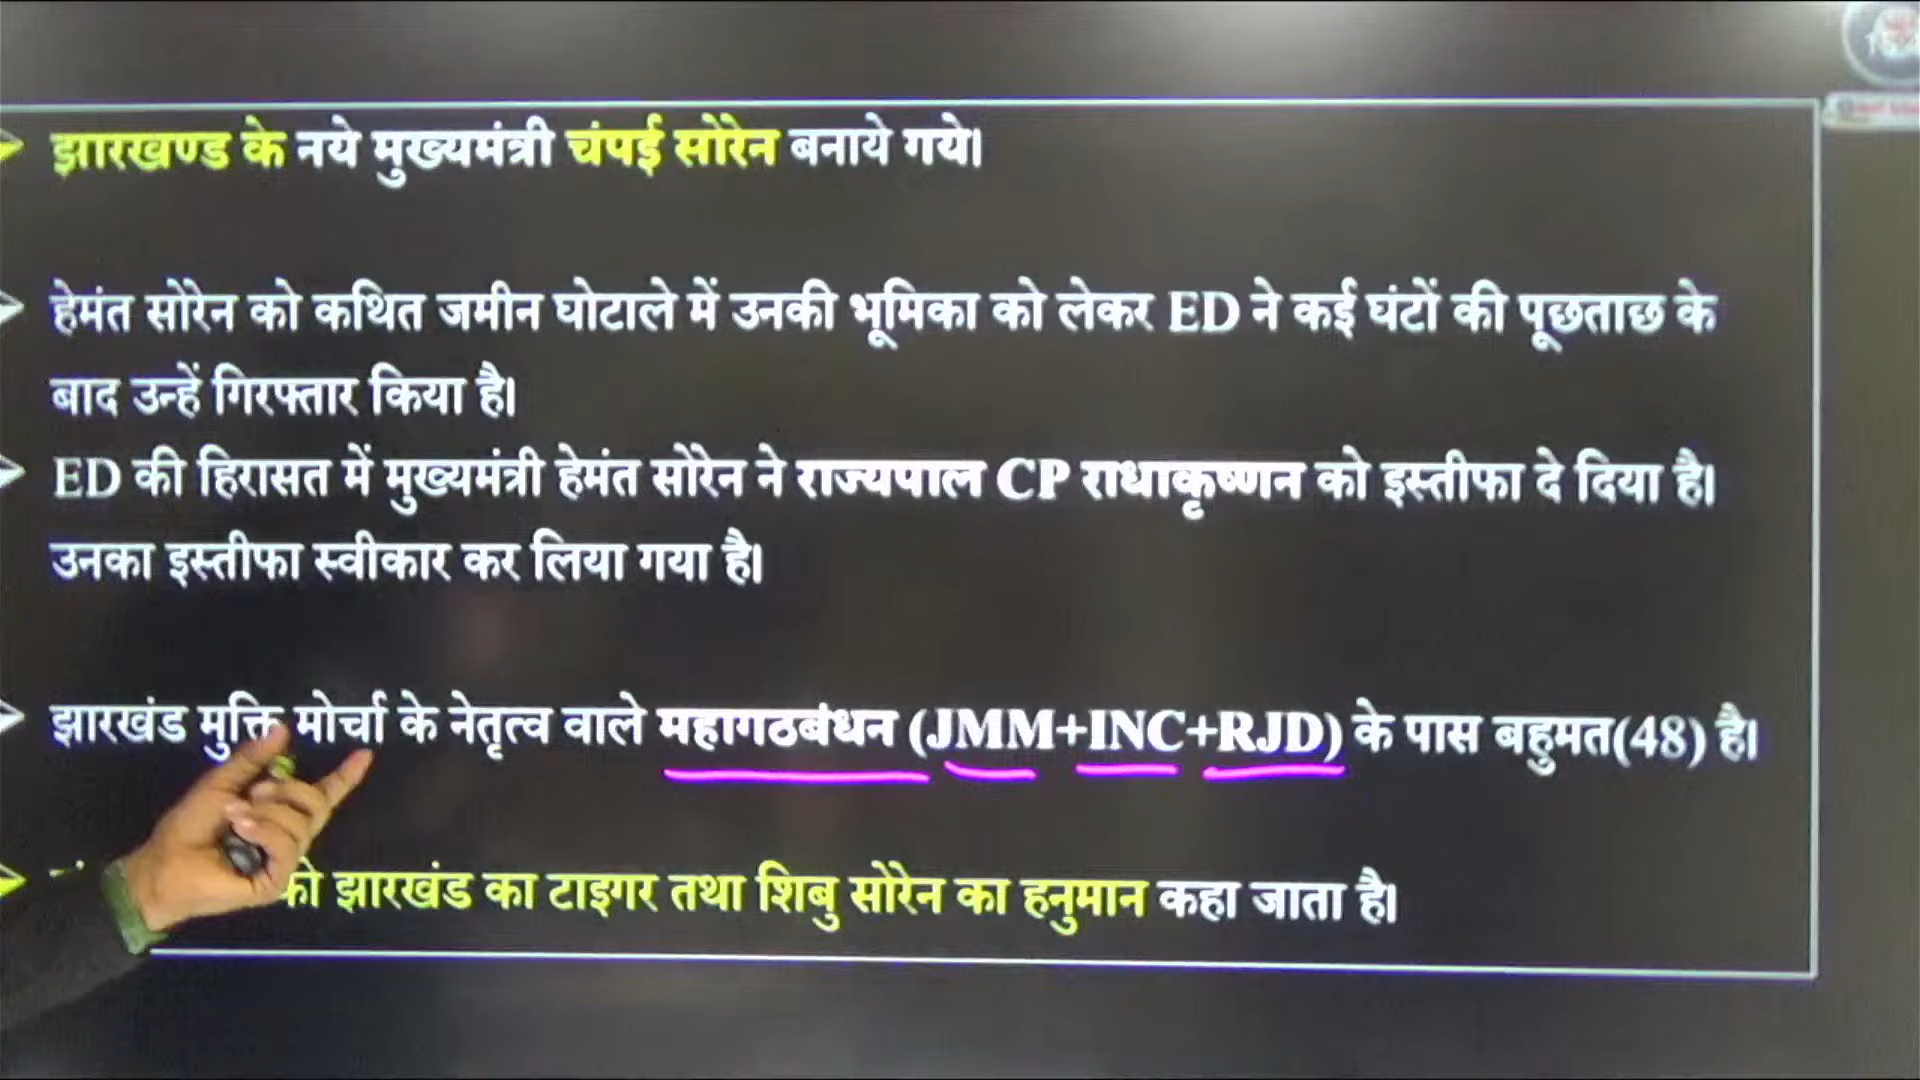 झारखण्ड के नये मुख्यमंत्री चंपई सोरेन बनाये गये।
हेमंत सोरेन को कथित जमीन घोटाले में उनकी भूमिका को लेकर ED ने कई घंटों की पूछताछ के
बाद उन्हें गिरफ्तार किया है।
ED की हिरासत में मुख्यमंत्री हेमंत सोरेन ने राज्यपाल CP राधाकृष्णन को इस्तीफा दे दिया है।
उनका इस्तीफा स्वीकार कर लिया गया है।
झारखंड मुक्ति मोर्चा के नेतृत्व वाले महागठबंधन (JMM+INC+RJD) के पास बहुमत(48) है।
को झारखंड का टाइगर तथा शिबु सोरेन का हनुमान कहा जाता है।